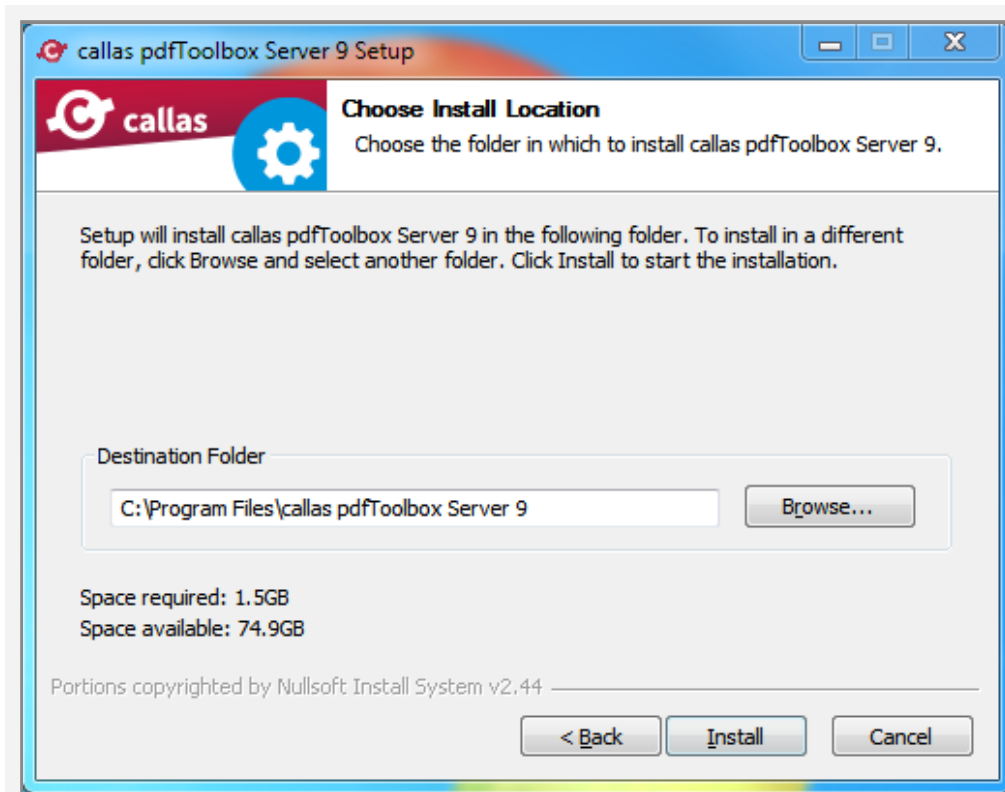 callas pdfToolbox Server 9 Setup
callas
Choose Install Location
Choose the folder in which to install callas pdfToolbox Server 9.
Setup will install callas pdfToolbox Server 9 in the following folder. To install in a different
folder, click Browse and select another folder. Click Install to start the installation.
Destination Folder
C:\Program Files\callas pdfToolbox Server 9
Browse...
Space required: 1.5GB
Space available: 74.9GB
Portions copyrighted by Nullsoft Install System v2.44
< Back
Install
Cancel